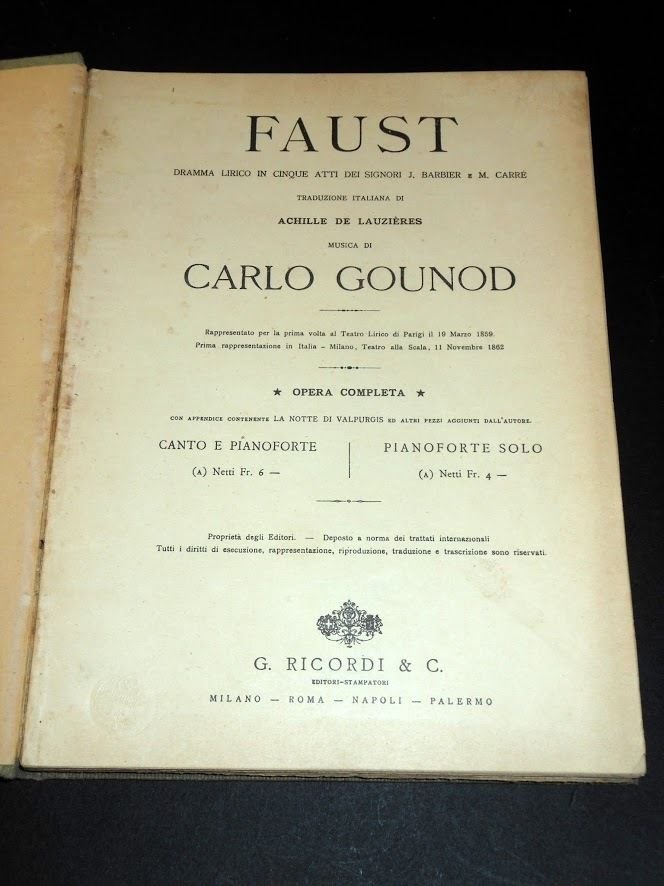 FAUST
DRAMMA LIRICO IN CINQUE ATTI DEI SIGNORI J. BARBIER E M. CARRÉ
TRADUZIONE ITALIANA DI
ACHILLE DE LAUZIÈRES
MUSICA DI
CARLO GOUNOD
Rappresentato per la prima volta al Teatro Lirico di Parigi il 19 Marzo 1859.
Prima rappresentazione in Italia - Milano, Teatro alla Scala, 11 Novembre 1862
★ OPERA COMPLETA ★
CON APPENDICE CONTENENTE LA NOTTE DI VALPURGIS ED ALTRI PEZZI AGGIUNTI DALL'AUTORE.
CANTO E PIANOFORTE
(A) Netti Fr. 6 —
PIANOFORTE SOLO
(A) Netti Fr. 4 —
Proprietà degli Editori. — Deposto a norma dei trattati internazionali
Tutti i diritti di esecuzione, rappresentazione, riproduzione, traduzione e trascrizione sono riservati.
G. RICORDI & C.
EDITORI-STAMPATORI
MILANO — ROMA — NAPOLI — PALERMO